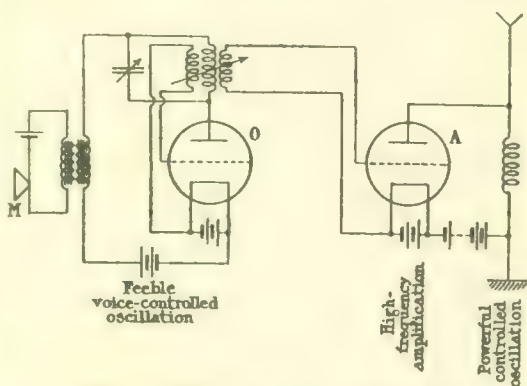 O
A
M
Feeble
voice-controlled
oscillation
High-
frequency
amplification
Powerful
controlled
oscillation